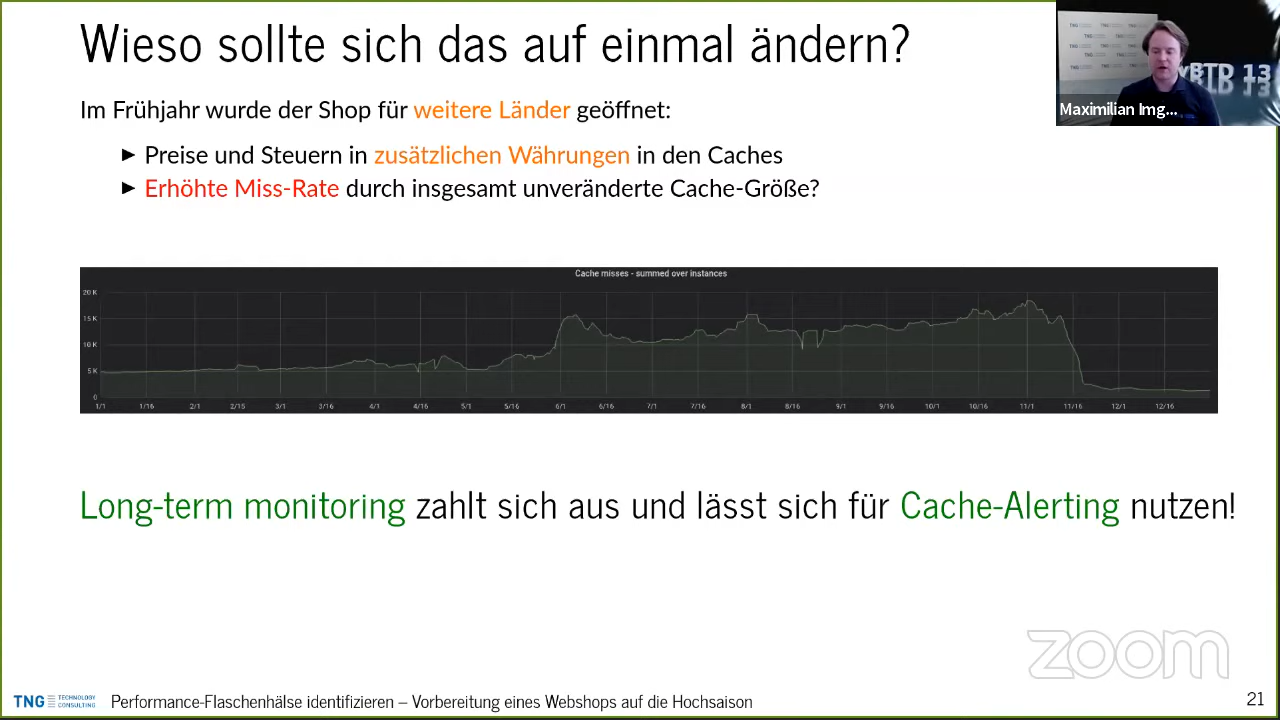 Wieso sollte sich das auf einmal ändern?
Im Frühjahr wurde der Shop für weitere Länder geöffnet:
► Preise und Steuern in zusätzlichen Währungen in den Caches
► Erhöhte Miss-Rate durch insgesamt unveränderte Cache-Größe?
Maximilian Img...
BTD 13
Cache misses - summed over instances
20 K
15 K
10 K
5 K
0
1/1 1/16 2/1 2/15 3/1 3/16 4/1 4/16 5/1 5/16 6/1 6/16 7/1 7/16 8/1 8/16 9/1 9/16 10/1 10/16 11/1 11/16 12/1 12/16
Long-term monitoring zahlt sich aus und lässt sich für Cache-Alerting nutzen!
zoom
TNG TECHNOLOGY
CONSULTING
Performance-Flaschenhälse identifizieren – Vorbereitung eines Webshops auf die Hochsaison
21